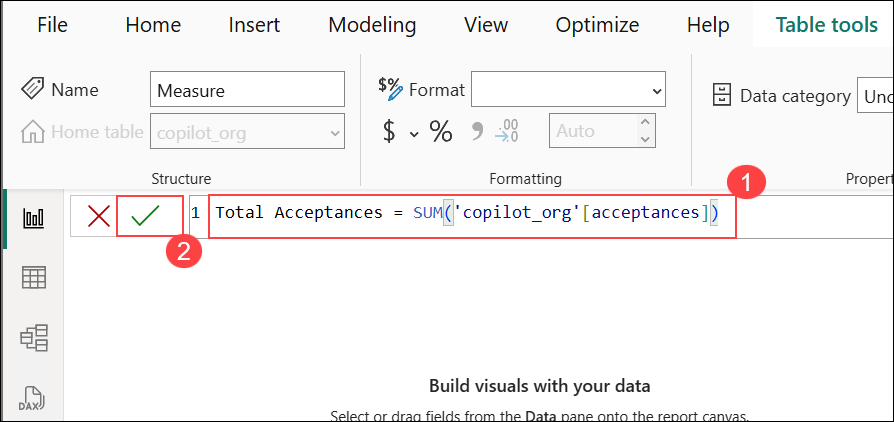 File Home Insert Modeling View Optimize Help Table tools
Name Measure
Home table copilot_org
Structure
$% Format
$ % 9 .00 →.0 Auto
Formatting
Data category Unc
Propert
1 Total Acceptances = SUM('copilot_org'[acceptances])
1
2
DAX
Build visuals with your data
Select or drag fields from the Data pane onto the report canvas.